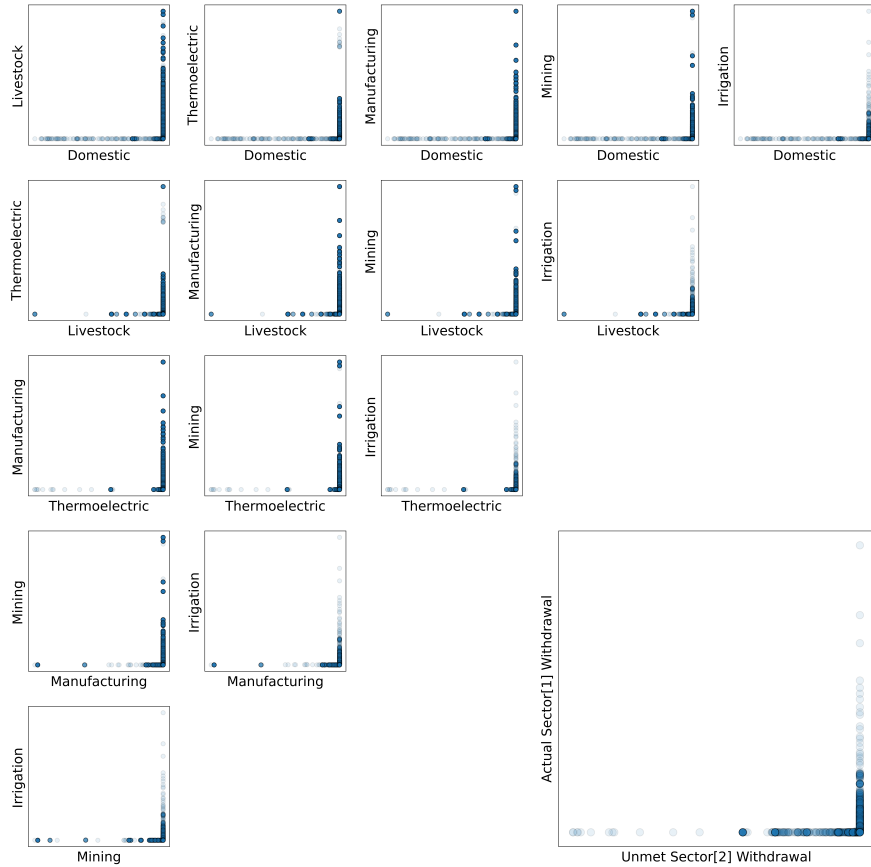 Livestock
Domestic
Thermoelectric
Domestic
Manufacturing
Domestic
Mining
Domestic
Irrigation
Domestic
Thermoelectric
Livestock
Manufacturing
Livestock
Mining
Livestock
Irrigation
Livestock
Manufacturing
Thermoelectric
Mining
Thermoelectric
Irrigation
Thermoelectric
Mining
Manufacturing
Irrigation
Manufacturing
Irrigation
Mining
Actual Sector[1] Withdrawal
Unmet Sector[2] Withdrawal